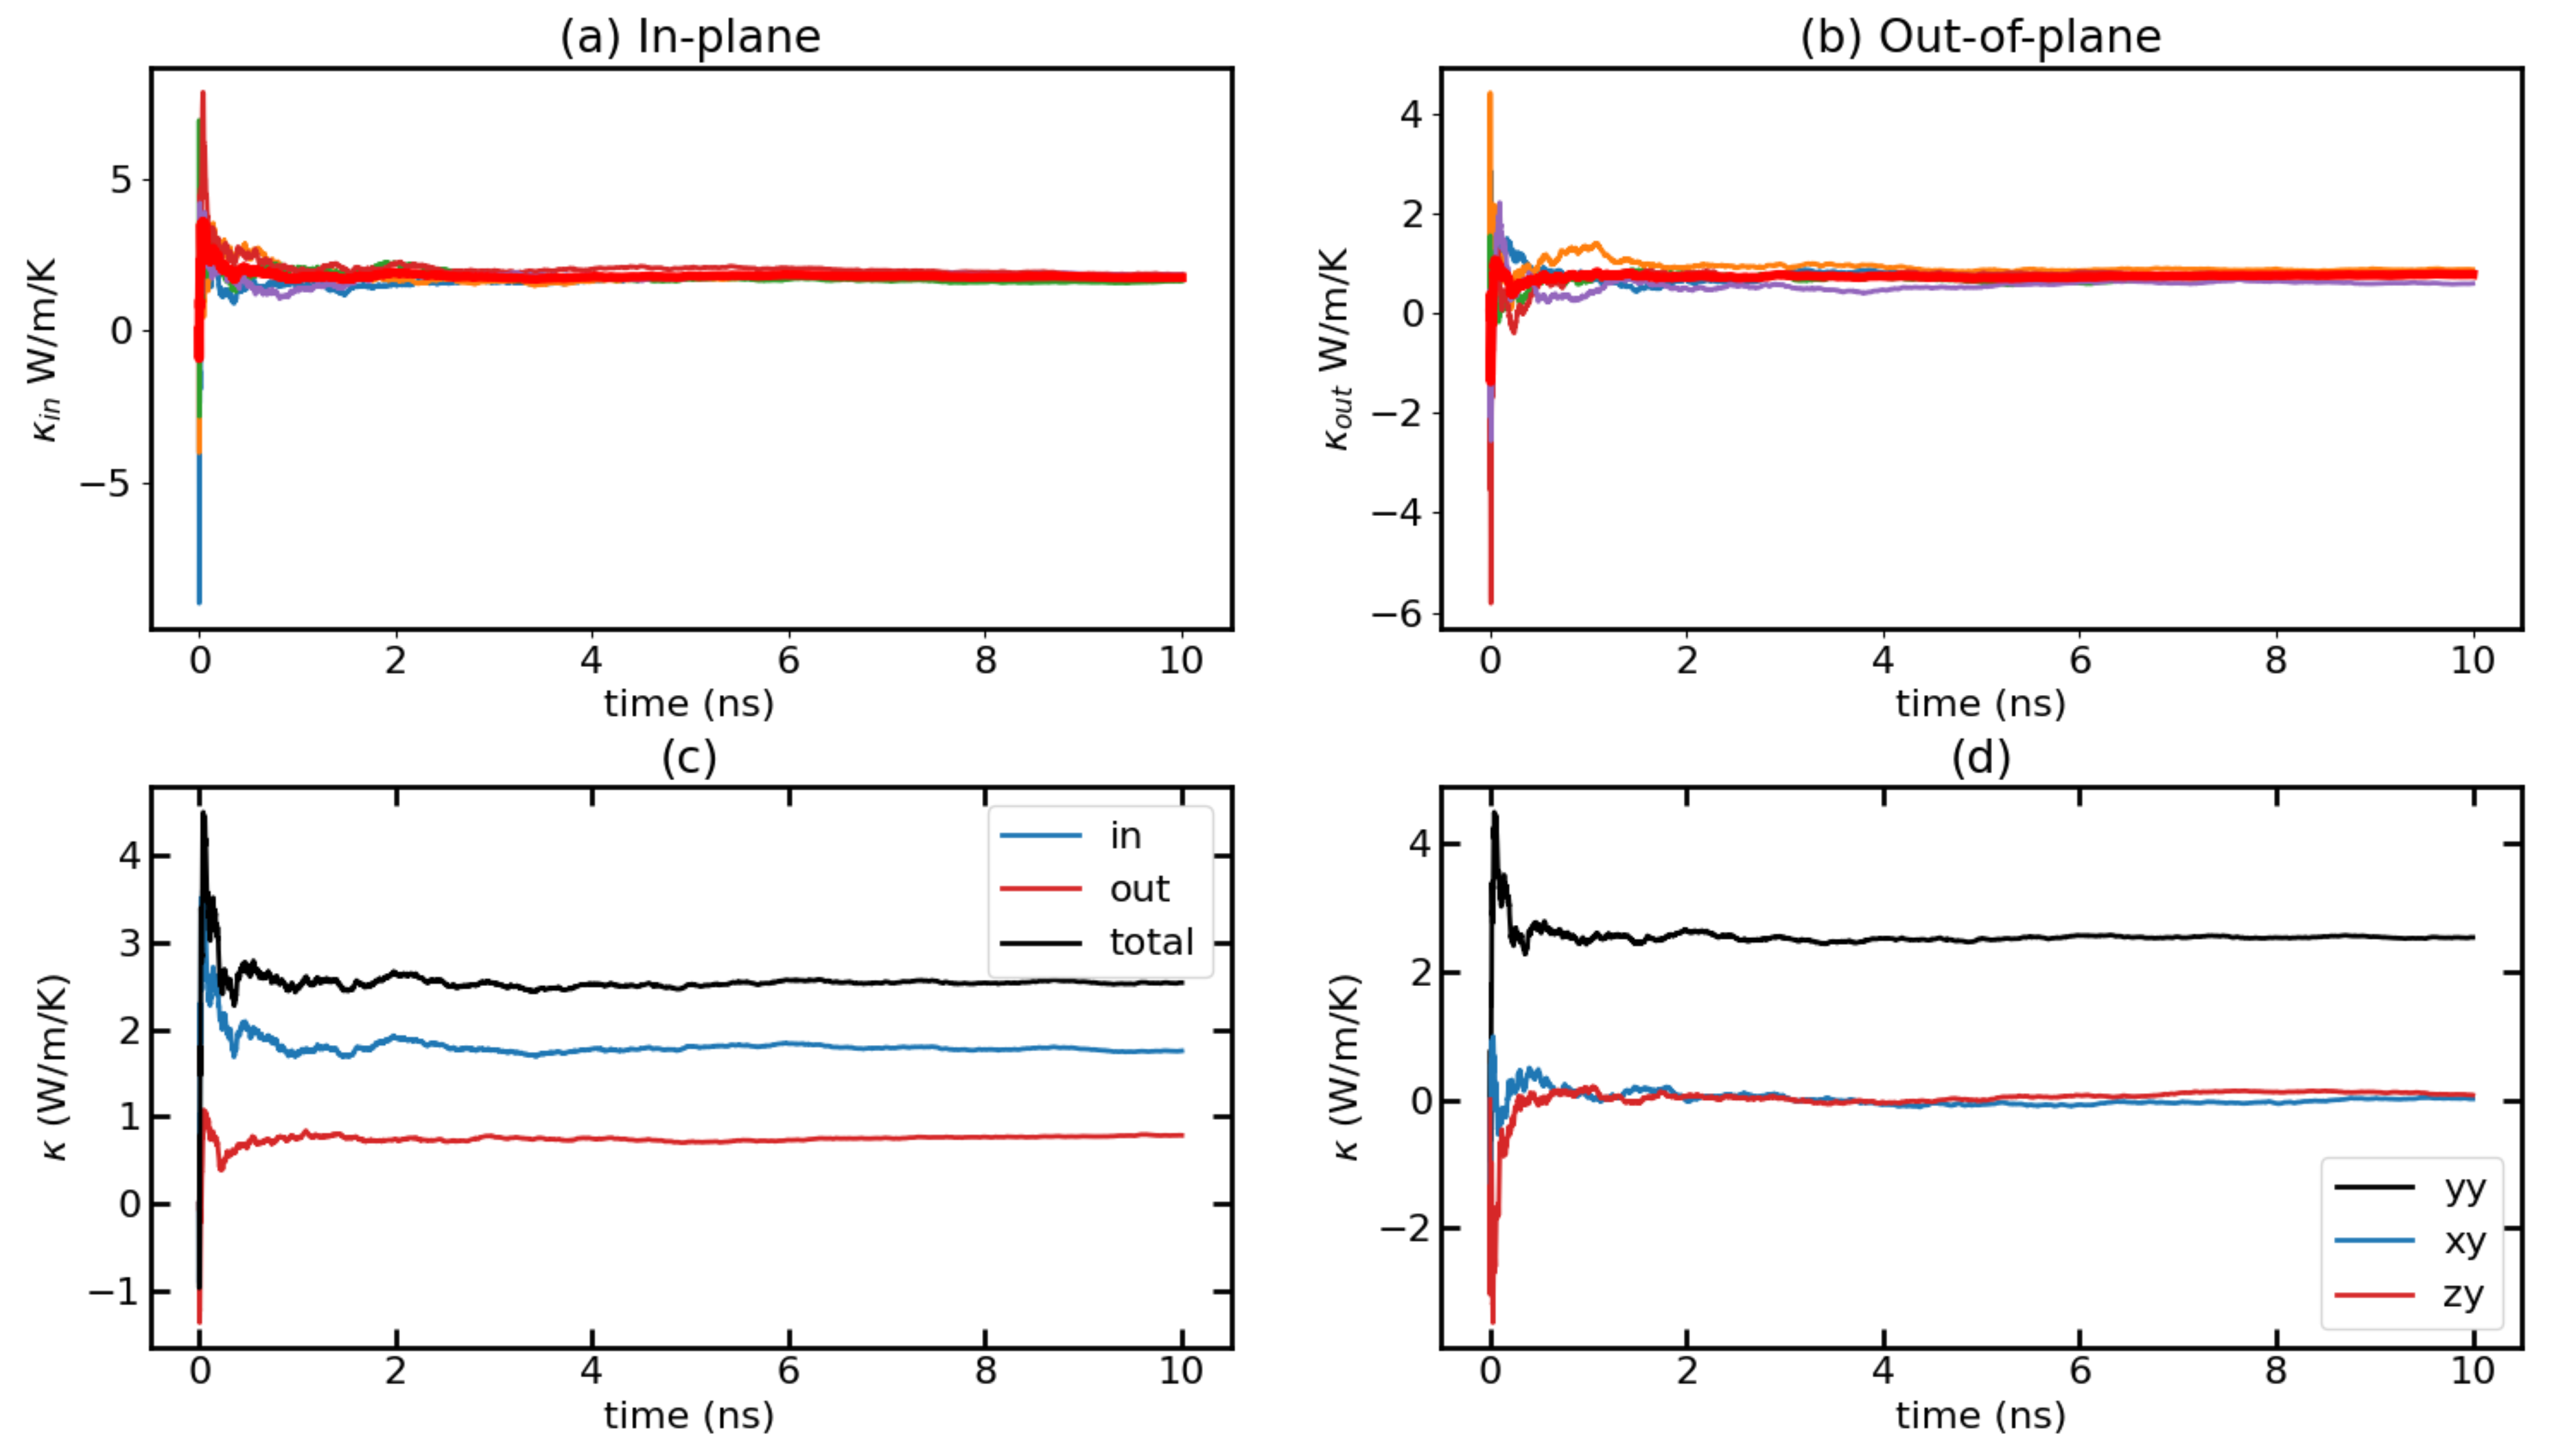 (a) In-plane
κin W/m/K
5
0
−5
0 2 4 6 8 10
time (ns)
(b) Out-of-plane
κout W/m/K
4
2
0
−2
−4
−6
0 2 4 6 8 10
time (ns)
(c)
κ (W/m/K)
4
3
2
1
0
−1
in
out
total
0 2 4 6 8 10
time (ns)
(d)
κ (W/m/K)
4
2
0
−2
yy
xy
zy
0 2 4 6 8 10
time (ns)